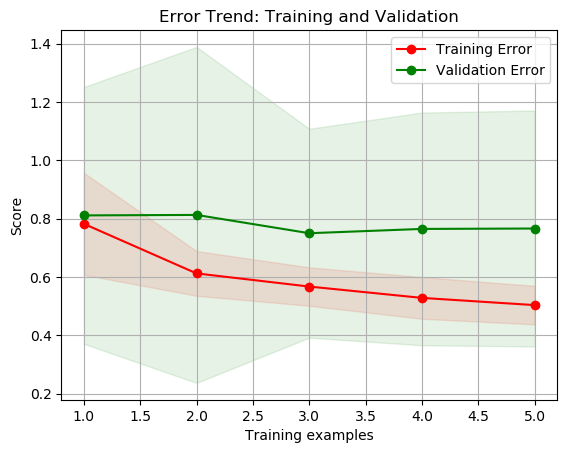 Error Trend: Training and Validation
Training Error
Validation Error
Score
1.4
1.2
1.0
0.8
0.6
0.4
0.2
1.0 1.5 2.0 2.5 3.0 3.5 4.0 4.5 5.0
Training examples